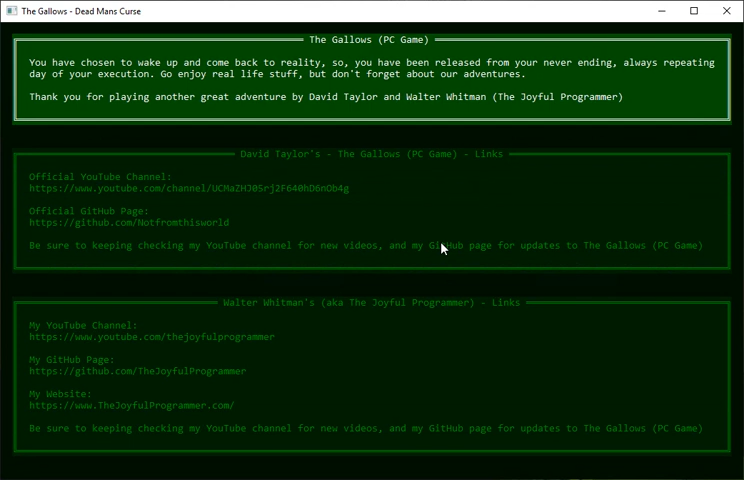 The Gallows - Dead Mans Curse
The Gallows (PC Game)
You have chosen to wake up and come back to reality, so, you have been released from your never ending, always repeating
day of your execution. Go enjoy real life stuff, but don't forget about our adventures.
Thank you for playing another great adventure by David Taylor and Walter Whitman (The Joyful Programmer)
David Taylor's - The Gallows (PC Game) - Links
Official YouTube Channel:
https://www.youtube.com/channel/UCMaZHJ05rj2F640hD6nOb4g
Official GitHub Page:
https://github.com/Notfromthisworld
Be sure to keeping checking my YouTube channel for new videos, and my GitHub page for updates to The Gallows (PC Game)
Walter Whitman's (aka The Joyful Programmer) - Links
My YouTube Channel:
https://www.youtube.com/thejoyfulprogrammer
My GitHub Page:
https://github.com/TheJoyfulProgrammer
My Website:
https://www.TheJoyfulProgrammer.com/
Be sure to keeping checking my YouTube channel for new videos, and my GitHub page for updates to The Gallows (PC Game)